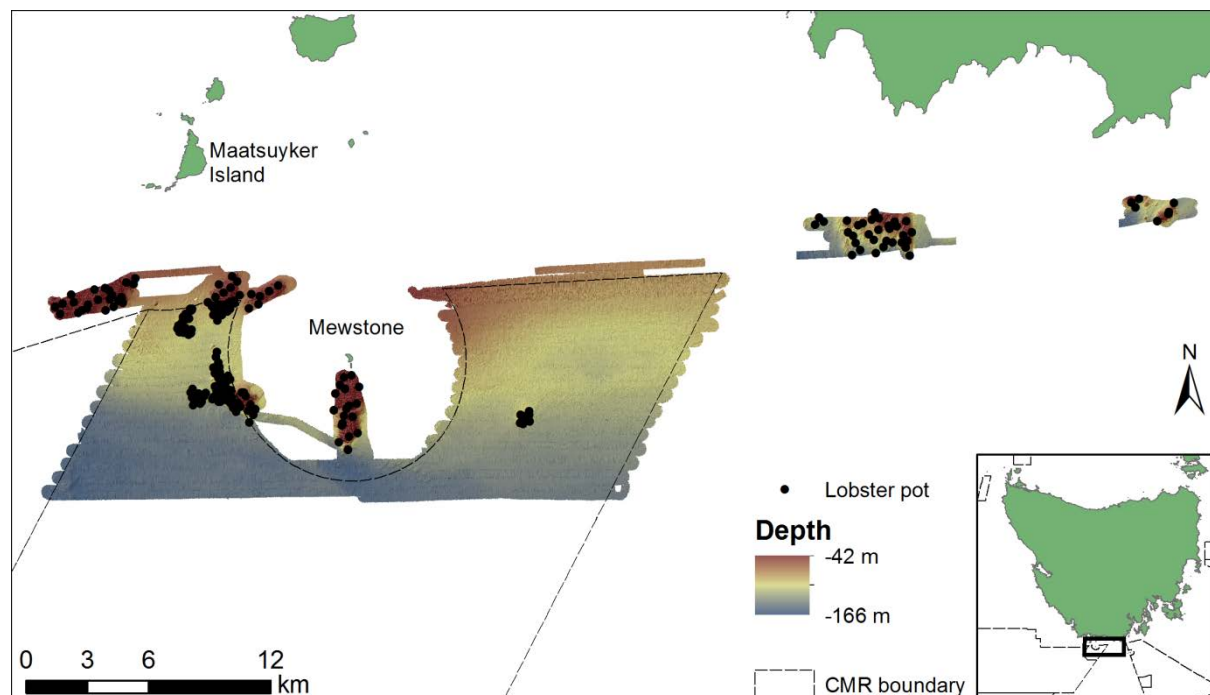 Maatsuyker
Island
Mewstone
N
Lobster pot
Depth
-42 m
-166 m
0 3 6 12
km
CMR boundary